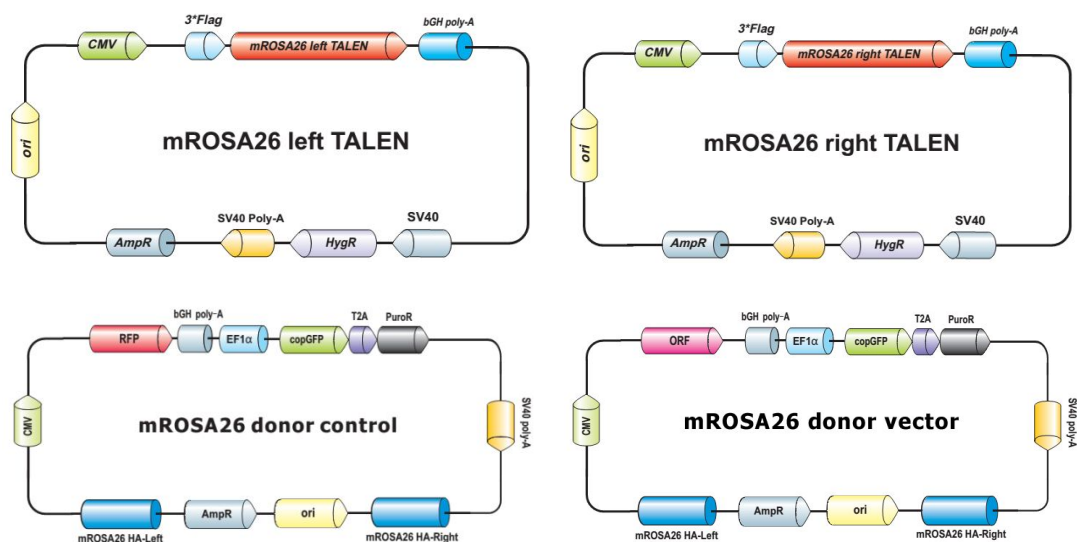 CMV
3*Flag
mROSA26 left TALEN
bGH poly-A
ori
mROSA26 left TALEN
AmpR
SV40 Poly-A
HygR
SV40
CMV
3*Flag
mROSA26 right TALEN
bGH poly-A
ori
mROSA26 right TALEN
AmpR
SV40 Poly-A
HygR
SV40
RFP
bGH poly-A
EF1α
copGFP
T2A
PuroR
CMV
mROSA26 donor control
SV40 poly-A
mROSA26 HA-Left
AmpR
ori
mROSA26 HA-Right
ORF
bGH poly-A
EF1α
copGFP
T2A
PuroR
CMV
mROSA26 donor vector
SV40 poly-A
mROSA26 HA-Left
AmpR
ori
mROSA26 HA-Right